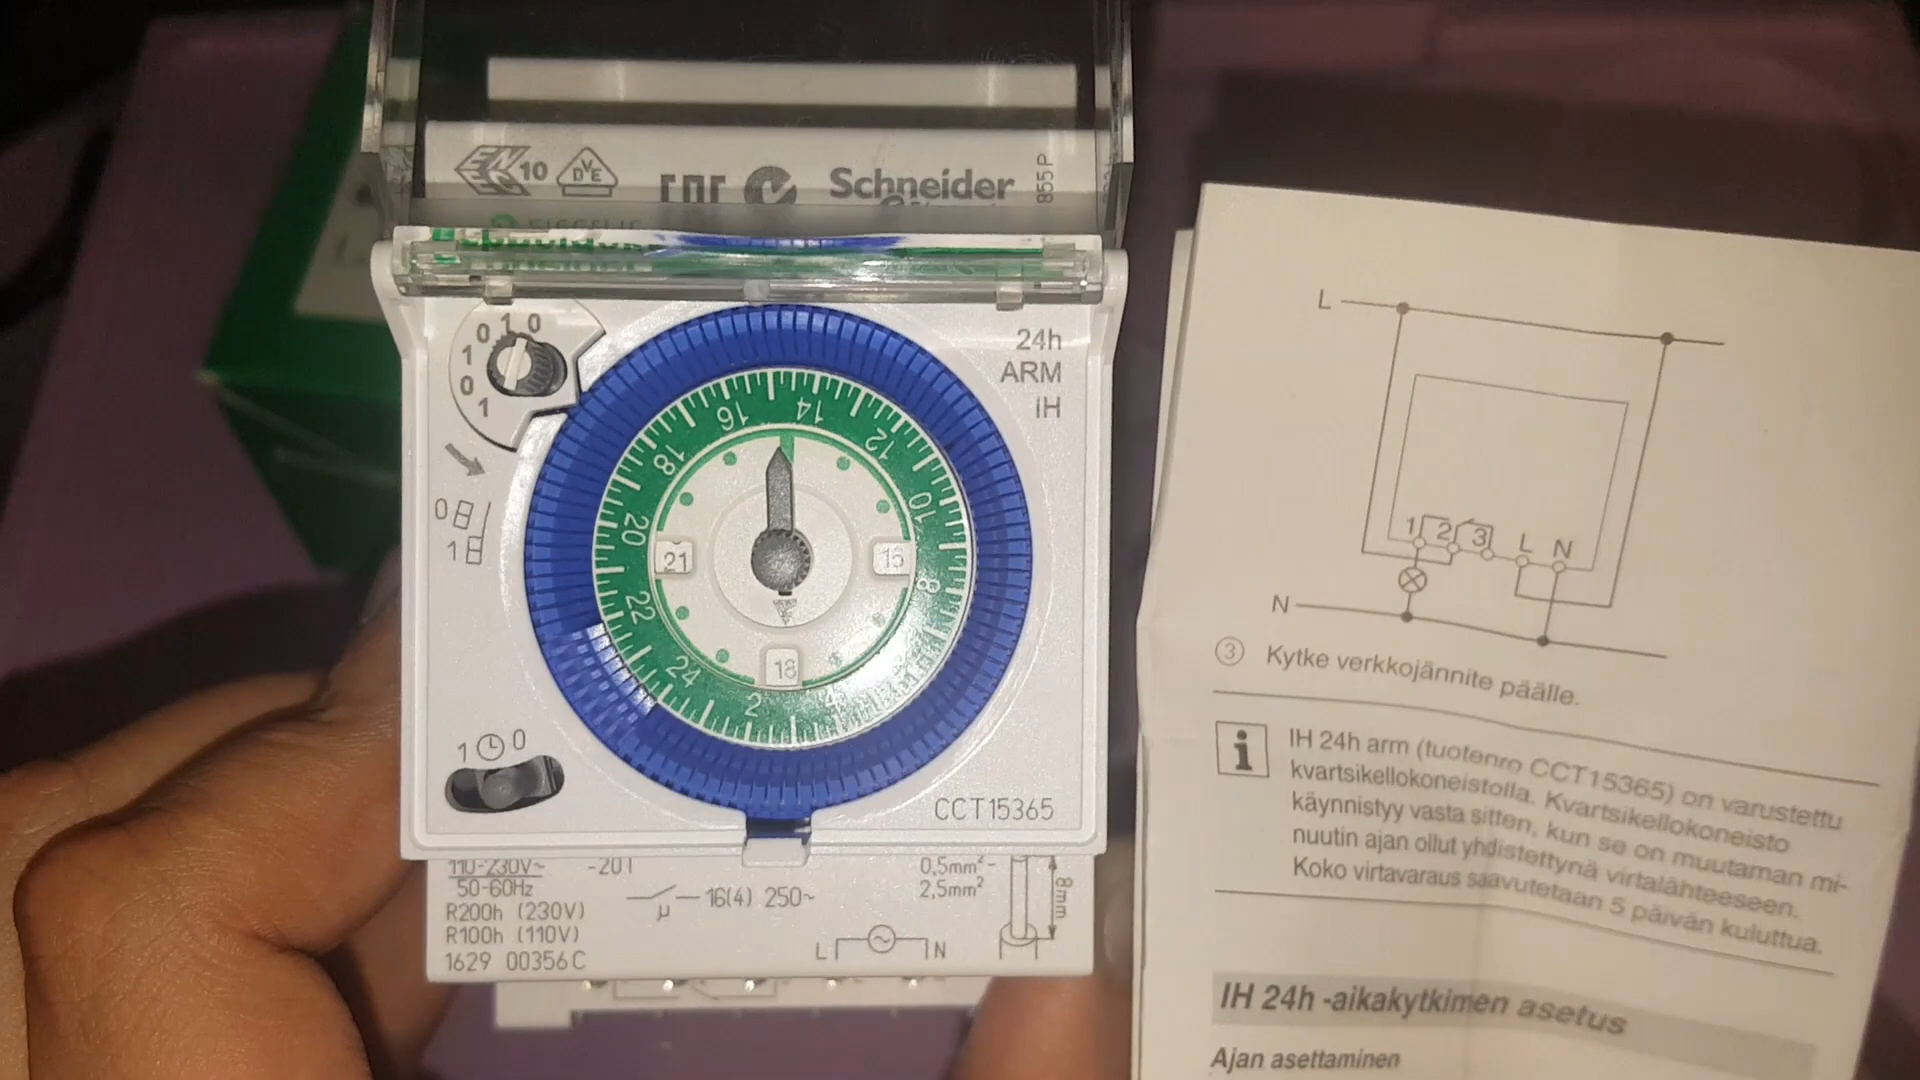 10
DVE
Schneider
855P
0 1 0
1
0
1
24h
ARM
IH
16 14 12 10 8 4 2 24 22 20 18
21
15
18
0
1
1 0
CCT15365
110-230V~
50-60Hz
R200h (230V)
R100h (110V)
1629 00356C
μ 16(4) 250~
0,5mm²-
2,5mm²
8mm
L N
L
1 2 3 L N
N
③ Kytke verkkojännite päälle.
i
IH 24h arm (tuotenro CCT15365) on varustettu
kvartsikellokoneistolla. Kvartsikellokoneisto
käynnistyy vasta sitten, kun se on muutaman mi-
nuutin ajan ollut yhdistettynä virtalähteeseen.
Koko virtavaraus saavutetaan 5 päivän kuluttua.
IH 24h -aikakytkimen asetus
Ajan asettaminen